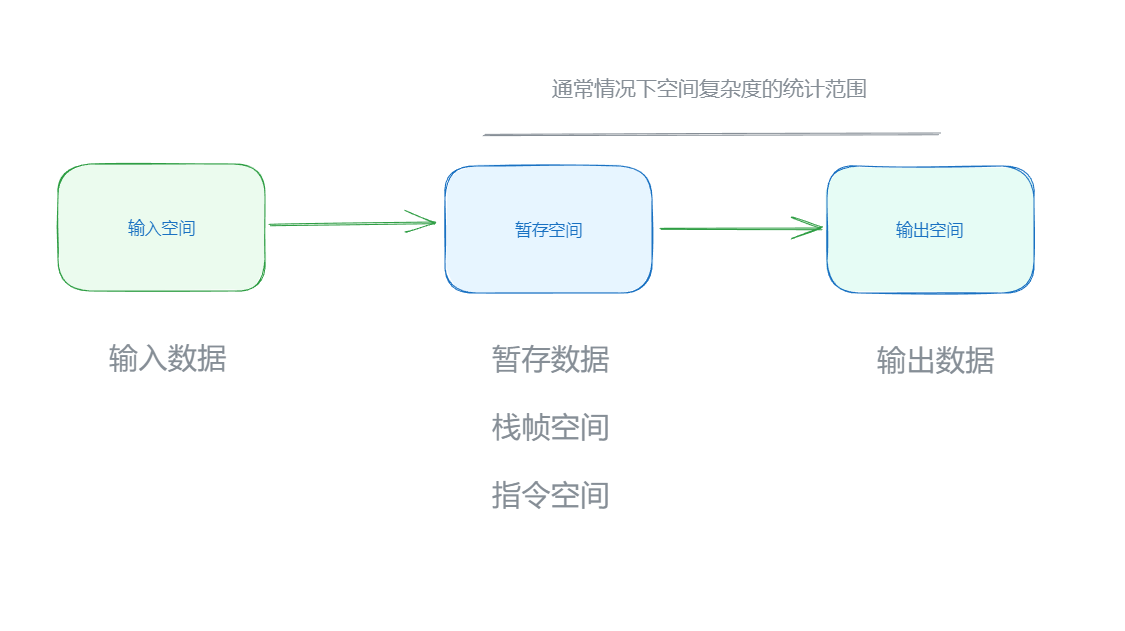 通常情况下空间复杂度的统计范围
输入空间
暂存空间
输出空间
输入数据
暂存数据
输出数据
栈帧空间
指令空间